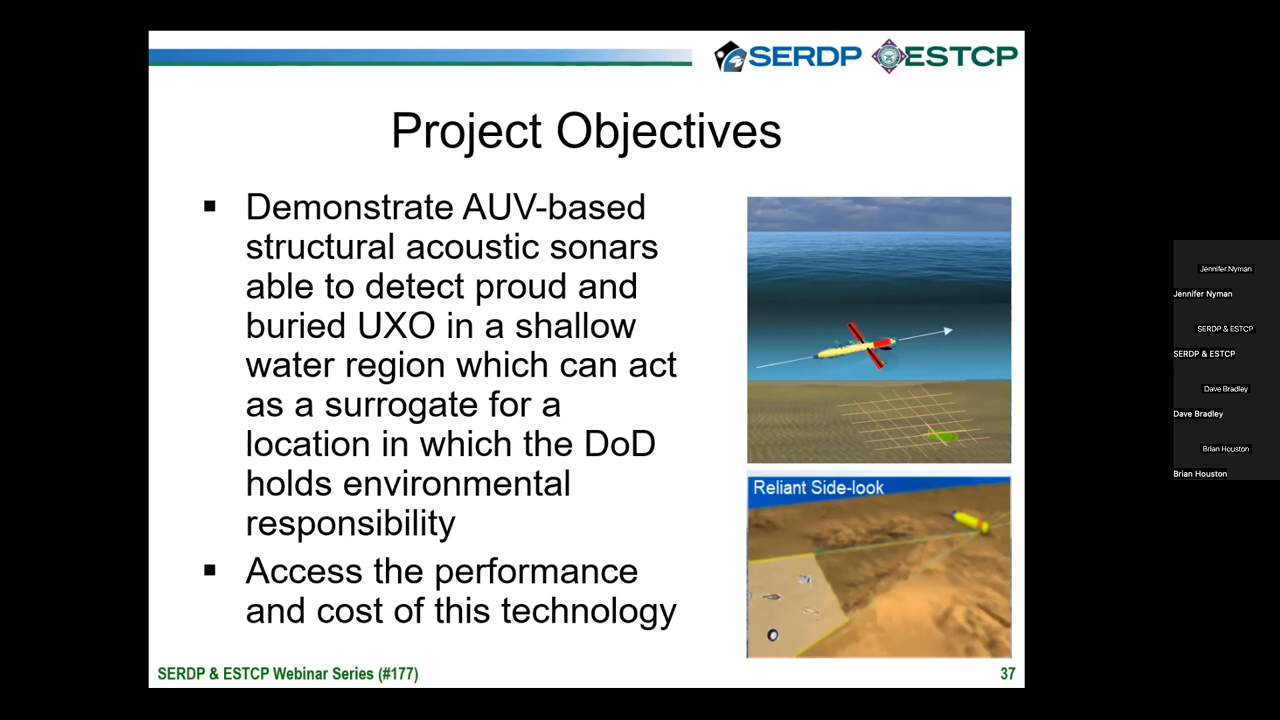 SERDP ESTCP
Project Objectives
▪ Demonstrate AUV-based
structural acoustic sonars
able to detect proud and
buried UXO in a shallow
water region which can act
as a surrogate for a
location in which the DoD
holds environmental
responsibility
▪ Access the performance
and cost of this technology
Reliant Side-look
SERDP & ESTCP Webinar Series (#177)
37
Jennifer Nyman
Jennifer Nyman
SERDP & ESTCP
SERDP & ESTCP
Dave Bradley
Dave Bradley
Brian Houston
Brian Houston